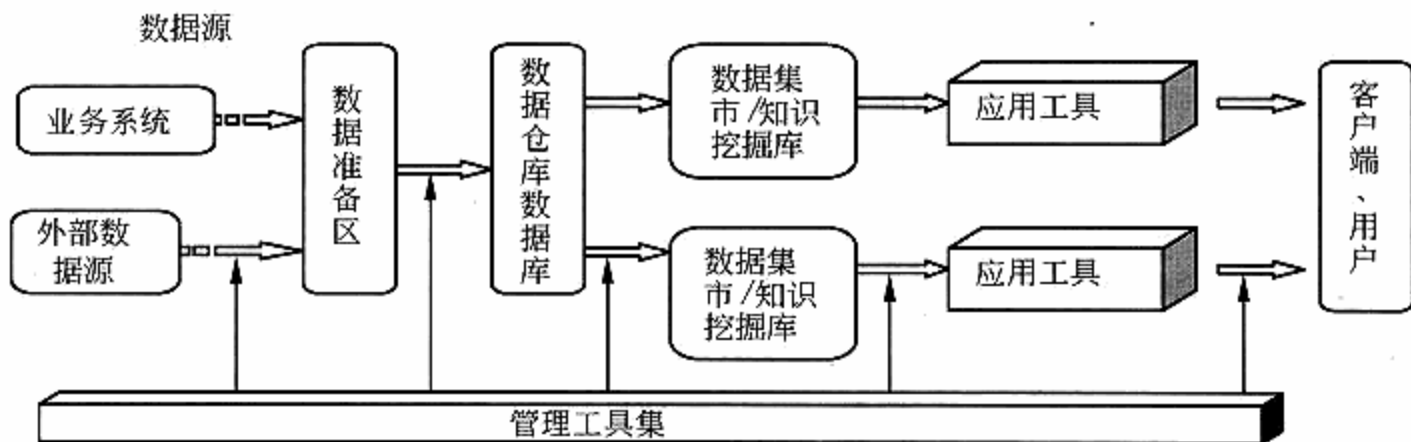 数据源
业务系统
外部数
据源
数据准备区
数据仓库数据库
数据集
市/知识
挖掘库
数据集
市/知识
挖掘库
应用工具
应用工具
客户端、用户
管理工具集